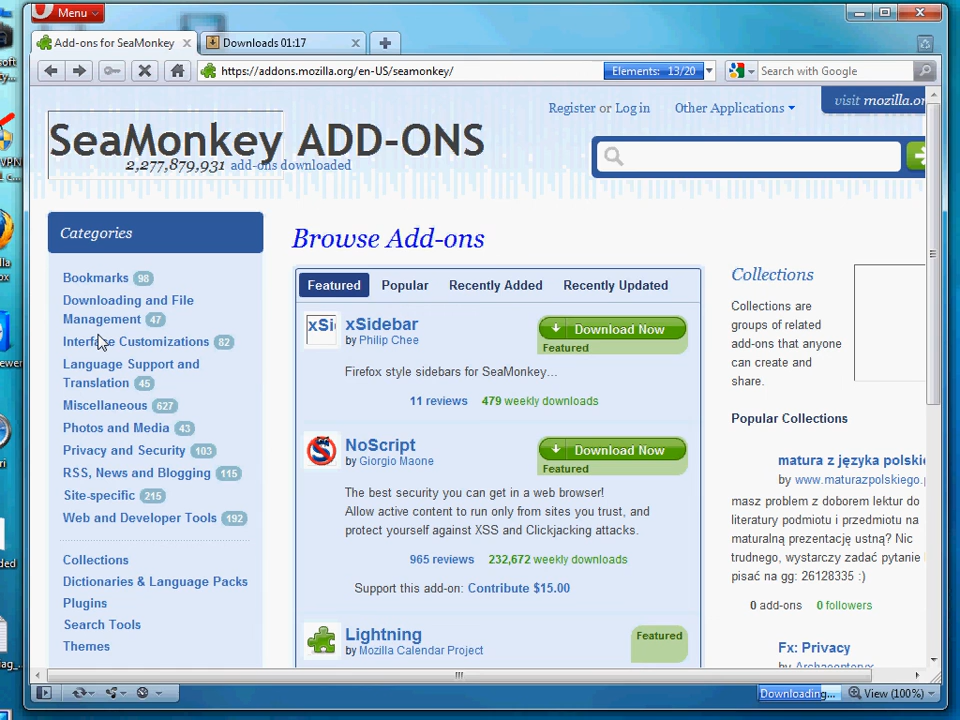 Menu
Add-ons for SeaMonkey
Downloads 01:17
https://addons.mozilla.org/en-US/seamonkey/
Elements: 13/20
Search with Google
Register or Log in
Other Applications
visit mozilla.or
SeaMonkey ADD-ONS
2,277,879,931 add-ons downloaded
Categories
Bookmarks 98
Downloading and File
Management 47
Interface Customizations 82
Language Support and
Translation 45
Miscellaneous 627
Photos and Media 43
Privacy and Security 103
RSS, News and Blogging 115
Site-specific 215
Web and Developer Tools 192
Collections
Dictionaries & Language Packs
Plugins
Search Tools
Themes
Browse Add-ons
Featured
Popular
Recently Added
Recently Updated
xSi
xSidebar
by Philip Chee
Download Now
Featured
Firefox style sidebars for SeaMonkey...
11 reviews 479 weekly downloads
NoScript
by Giorgio Maone
Download Now
Featured
The best security you can get in a web browser!
Allow active content to run only from sites you trust, and
protect yourself against XSS and Clickjacking attacks.
965 reviews 232,672 weekly downloads
Support this add-on: Contribute $15.00
Lightning
by Mozilla Calendar Project
Featured
Collections
Collections are
groups of related
add-ons that anyone
can create and
share.
Popular Collections
matura z języka polskie
by www.maturazpolskiego.p
masz problem z doborem lektur do
literatury podmiotu i przedmiotu na
maturalną prezentację ustną? Nic
trudnego, wystarczy zadać pytanie
pisać na gg: 26128335 :)
0 add-ons 0 followers
Fx: Privacy
by Archaeopteryx
Downloading...
View (100%)